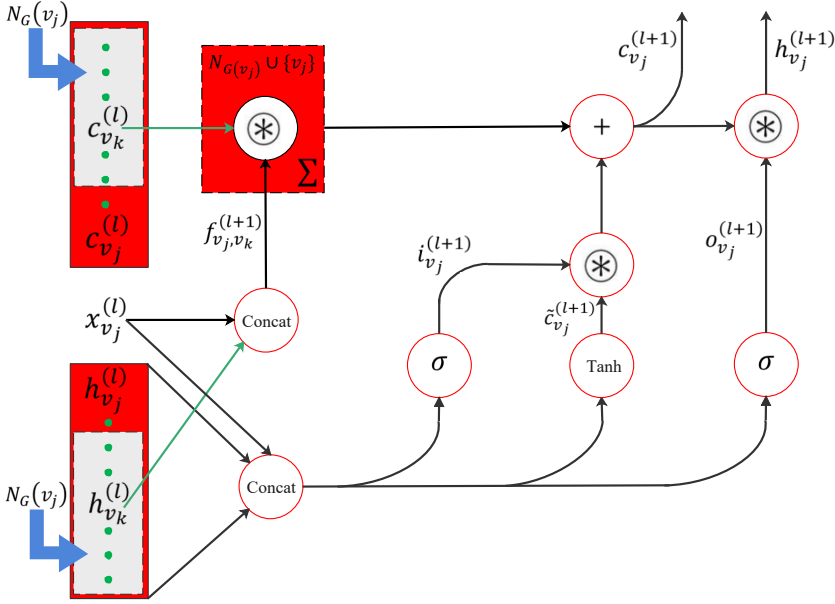 N_G(v_j)
c_{v_k}^{(l)}
c_{v_j}^{(l)}
N_{G(v_j)} ∪ {v_j}
⊛
Σ
f_{v_j,v_k}^{(l+1)}
+
c_{v_j}^{(l+1)}
h_{v_j}^{(l+1)}
⊛
i_{v_j}^{(l+1)}
⊛
o_{v_j}^{(l+1)}
c̃_{v_j}^{(l+1)}
x_{v_j}^{(l)}
Concat
σ
Tanh
σ
h_{v_j}^{(l)}
N_G(v_j)
h_{v_k}^{(l)}
Concat